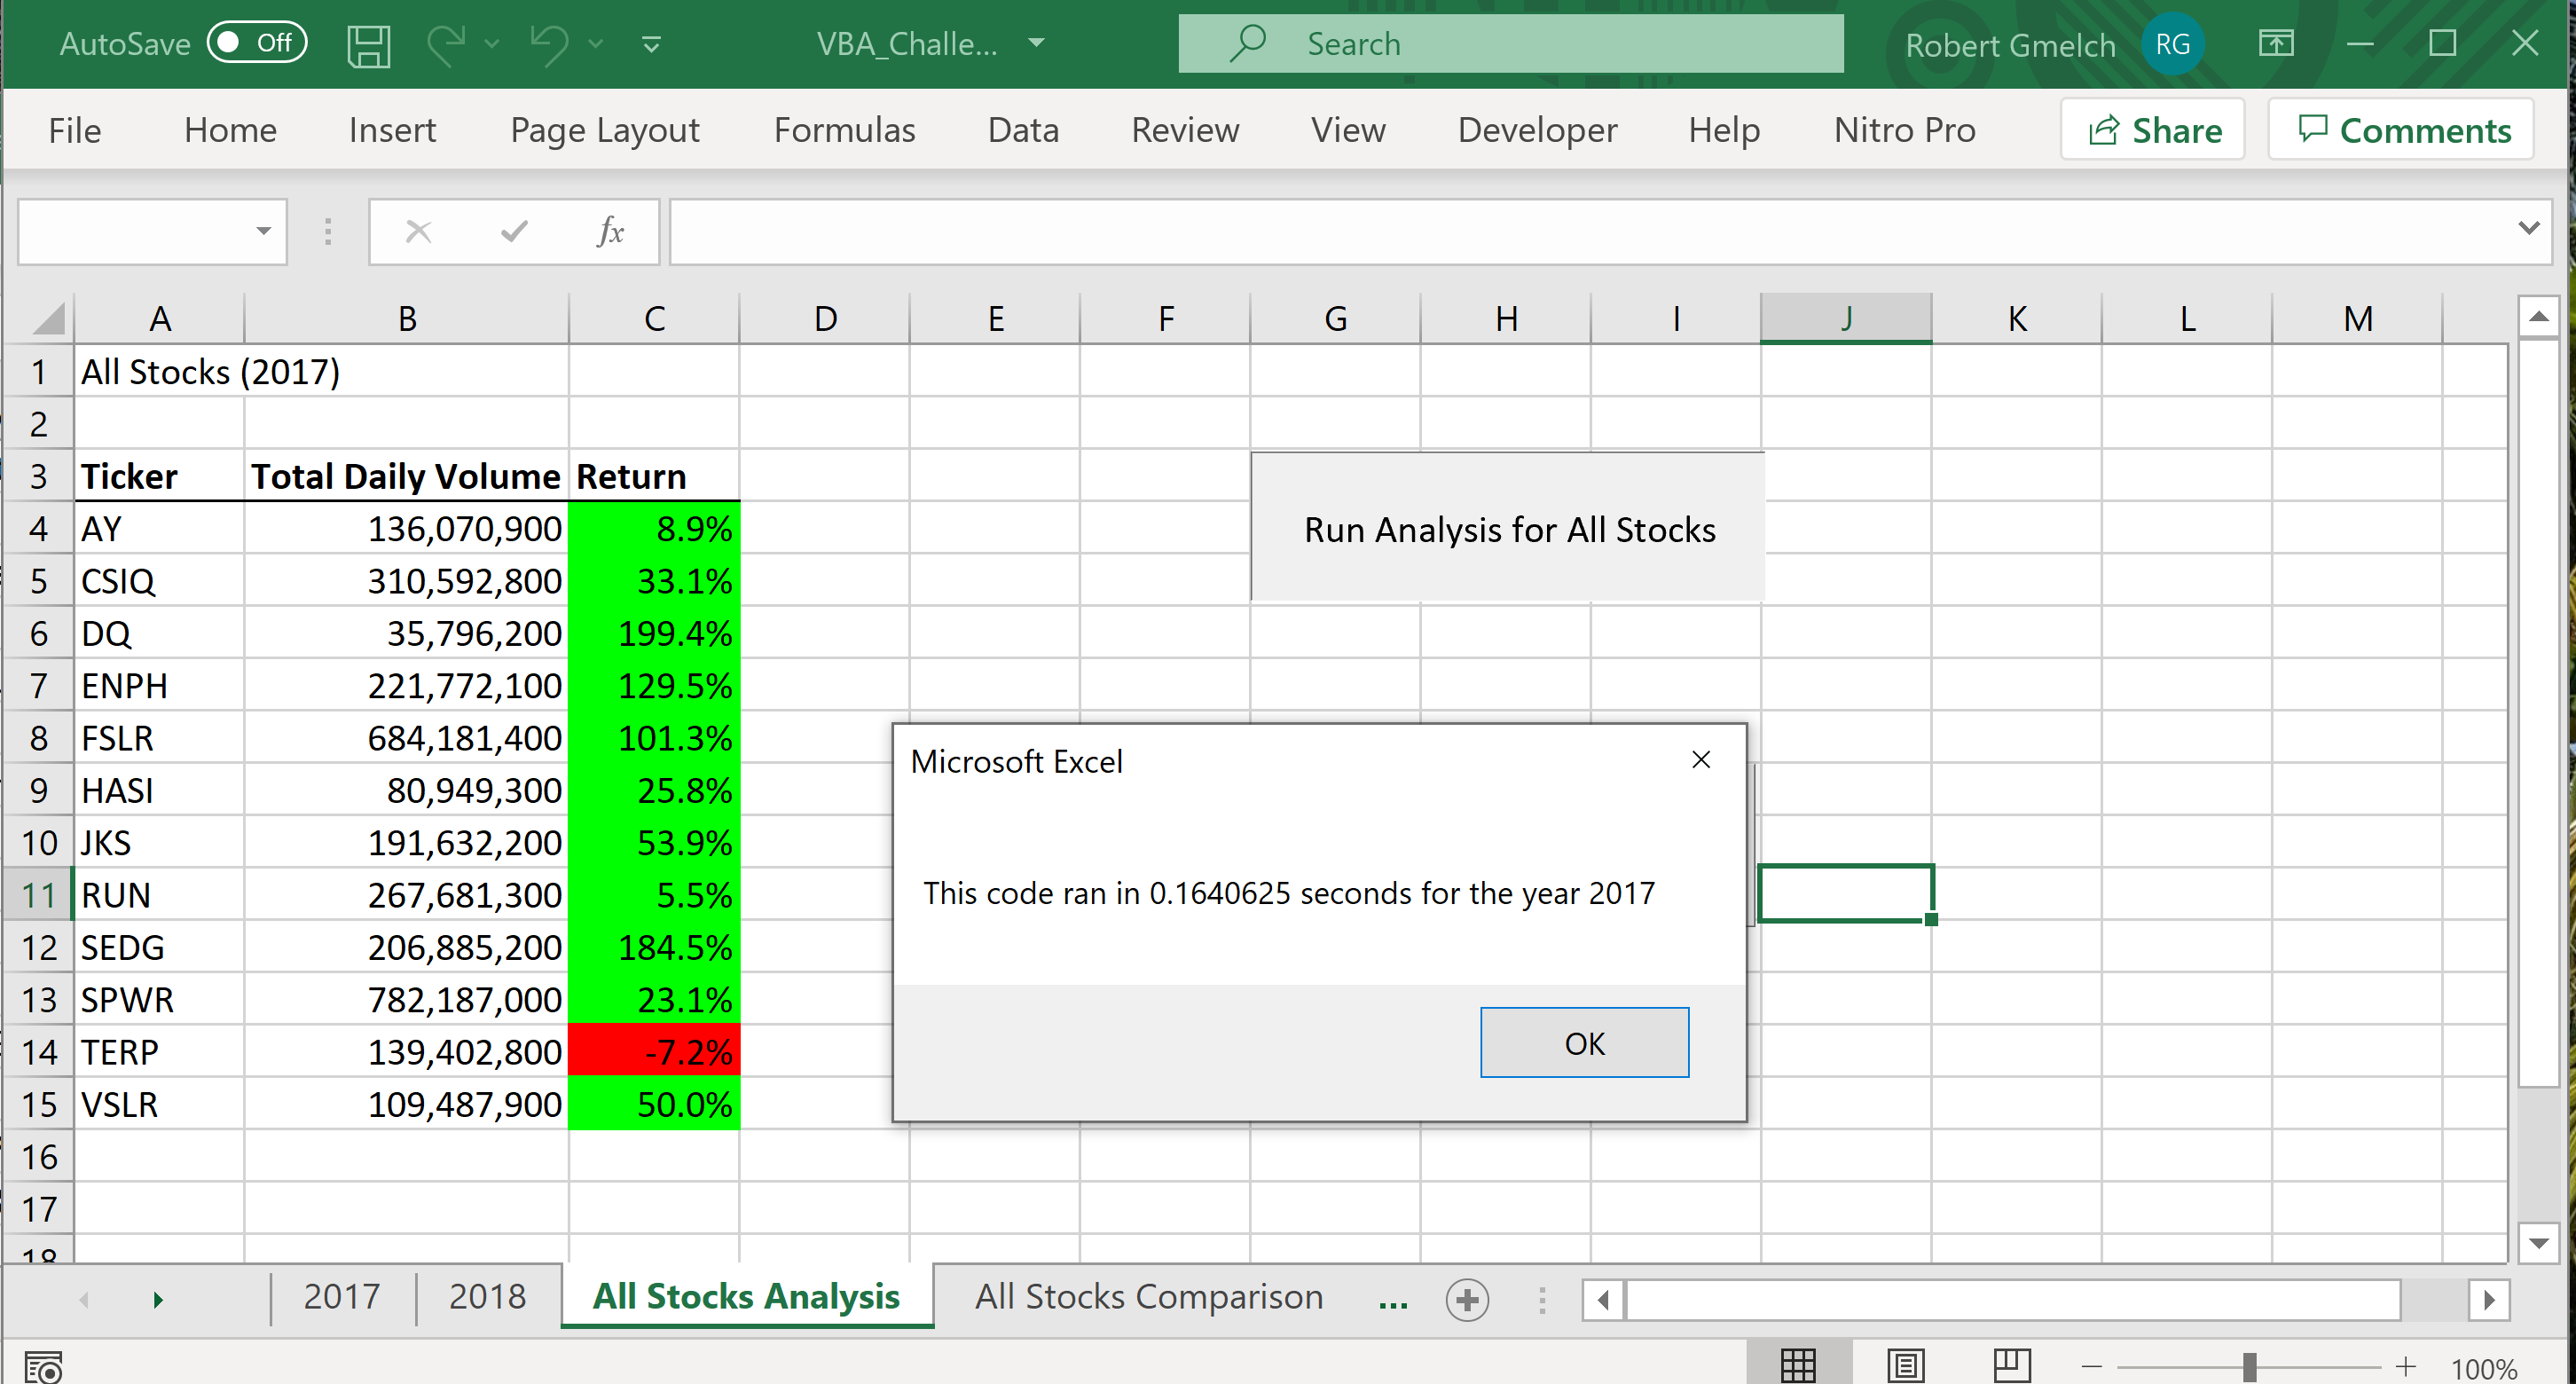 AutoSave Off VBA_Challe... Search Robert Gmelch RG
File Home Insert Page Layout Formulas Data Review View Developer Help Nitro Pro Share Comments
fx
A B C D E F G H I J K L M
1 All Stocks (2017)
2
3 Ticker Total Daily Volume Return
4 AY 136,070,900 8.9%
Run Analysis for All Stocks
5 CSIQ 310,592,800 33.1%
6 DQ 35,796,200 199.4%
7 ENPH 221,772,100 129.5%
8 FSLR 684,181,400 101.3%
Microsoft Excel
9 HASI 80,949,300 25.8%
10 JKS 191,632,200 53.9%
11 RUN 267,681,300 5.5%
This code ran in 0.1640625 seconds for the year 2017
12 SEDG 206,885,200 184.5%
13 SPWR 782,187,000 23.1%
OK
14 TERP 139,402,800 -7.2%
15 VSLR 109,487,900 50.0%
16
17
18
2017 2018 All Stocks Analysis All Stocks Comparison ...
100%